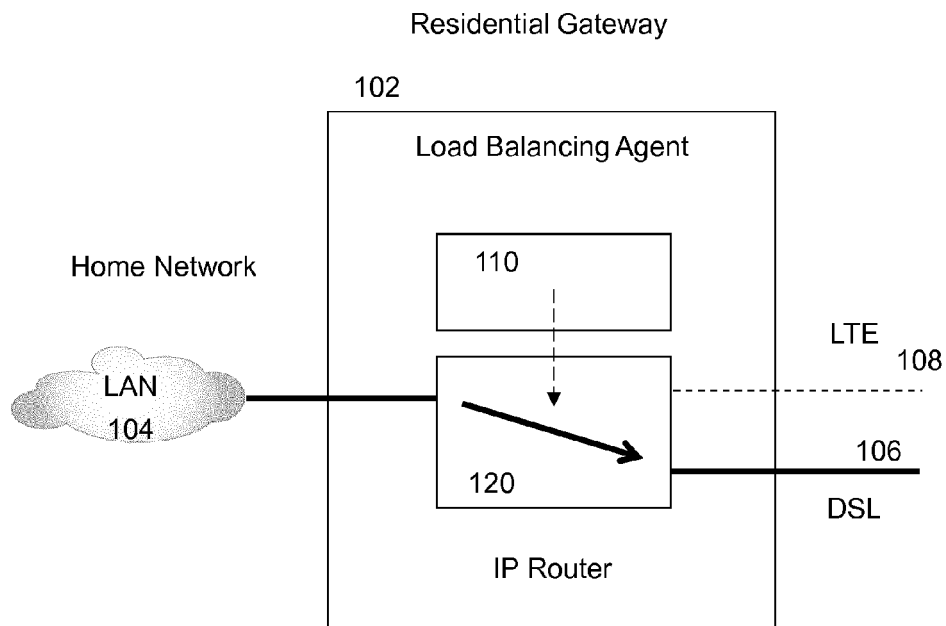 Residential Gateway
102
Load Balancing Agent
110
Home Network
LTE
108
LAN
104
106
120
DSL
IP Router